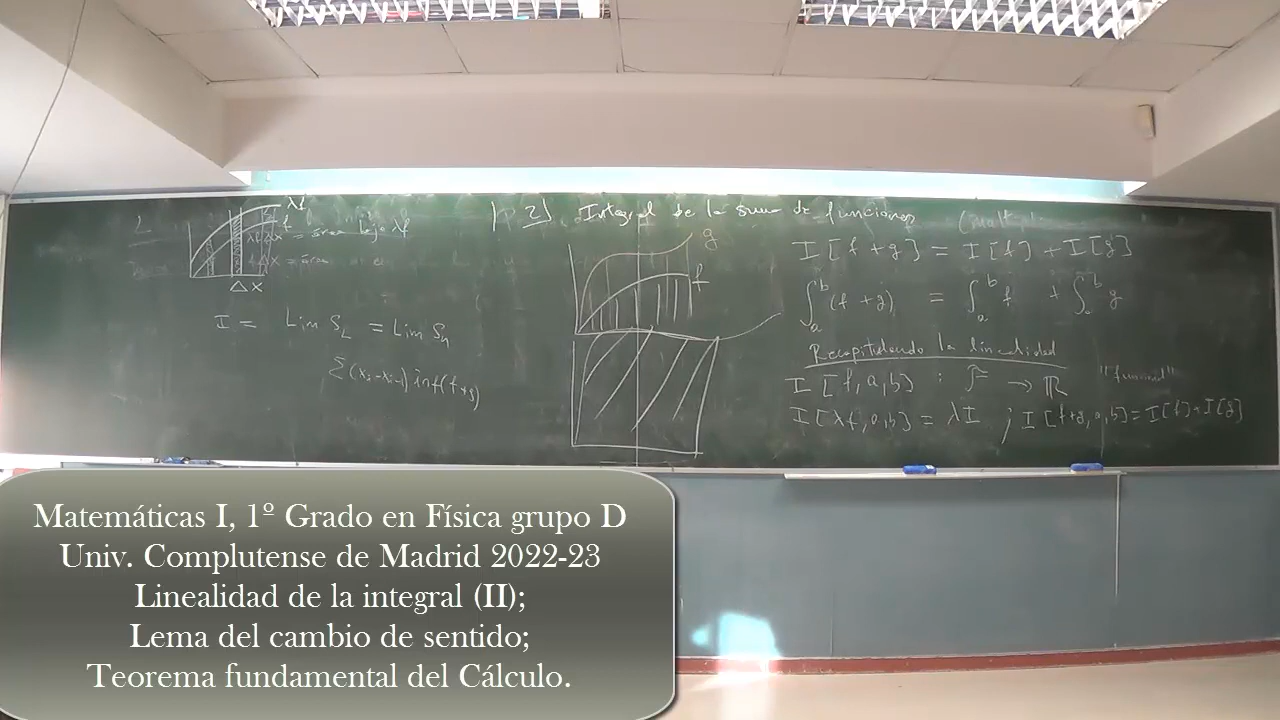 λf
f
λf Δx = área bajo λf
Δx
I = Lim S_L = Lim S_u
Σ(x_i - x_{i-1}) inf(f+g)
P. 2] Integral de la suma de funciones
g
f
I[f+g] = I[f] + I[g]
∫_a^b (f+g) = ∫_a^b f + ∫_a^b g
Recapitulando la linealidad
I[f,a,b) : F → ℝ "funcional"
I[λf,a,b] = λI ; I[f+g,a,b] = I[f] + I[g]
Matemáticas I, 1º Grado en Física grupo D
Univ. Complutense de Madrid 2022-23
Linealidad de la integral (II);
Lema del cambio de sentido;
Teorema fundamental del Cálculo.